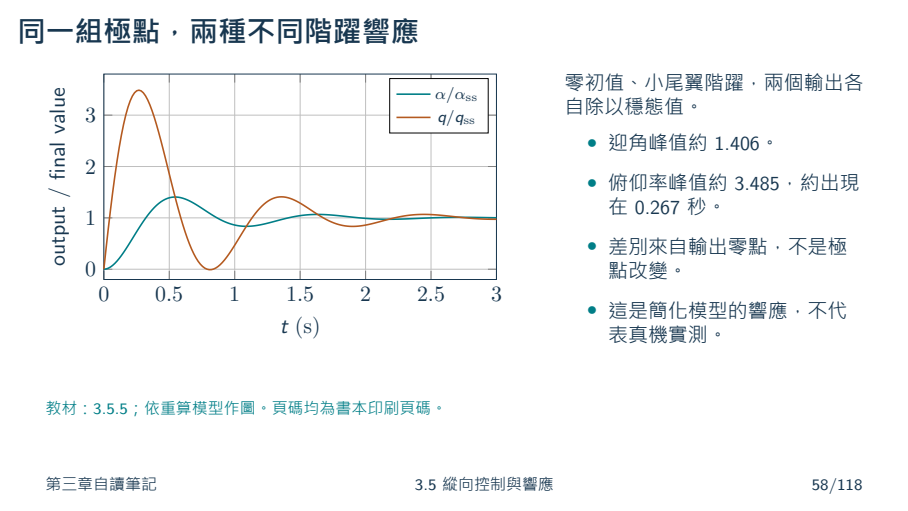 同一組極點，兩種不同階躍響應
output / final value
3
2
1
0
0 0.5 1 1.5 2 2.5 3
t (s)
α/αss
q/qss
零初值、小尾翼階躍，兩個輸出各
自除以穩態值。
• 迎角峰值約 1.406。
• 俯仰率峰值約 3.485，約出現
在 0.267 秒。
• 差別來自輸出零點，不是極
點改變。
• 這是簡化模型的響應，不代
表真機實測。
教材：3.5.5；依重算模型作圖。頁碼均為書本印刷頁碼。
第三章自讀筆記
3.5 縱向控制與響應
58/118